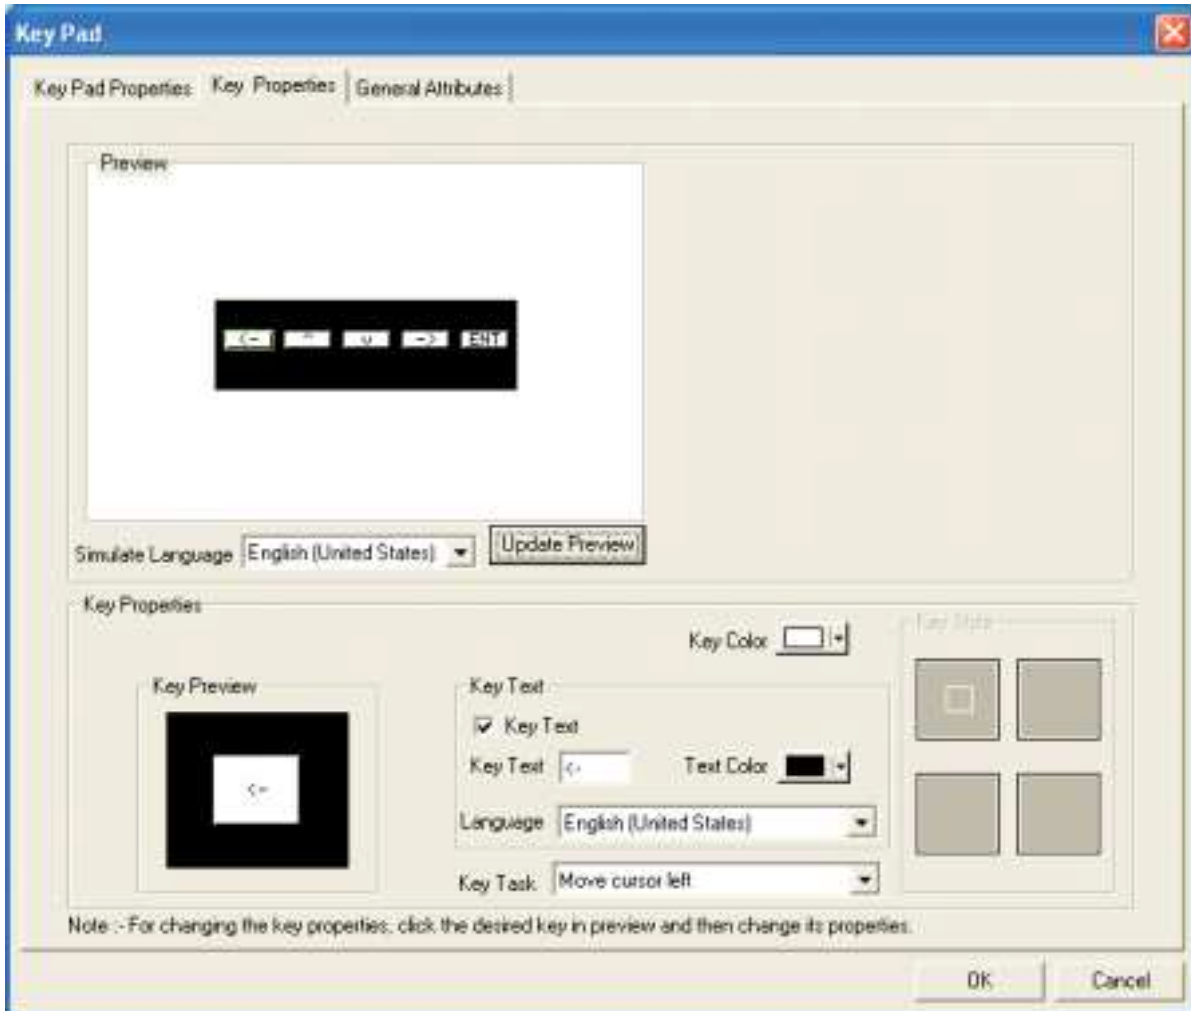 Key Pad
Key Pad Properties Key Properties General Attributes
Preview
<- ^ v -> ENT
Simulate Language English (United States) Update Preview
Key Properties
Key Color
Key Style
Key Preview
Key Text
Key Text
Key Text <- Text Color
<-
Language English (United States)
Key Task Move cursor left
Note :- For changing the key properties, click the desired key in preview and then change its properties.
OK Cancel